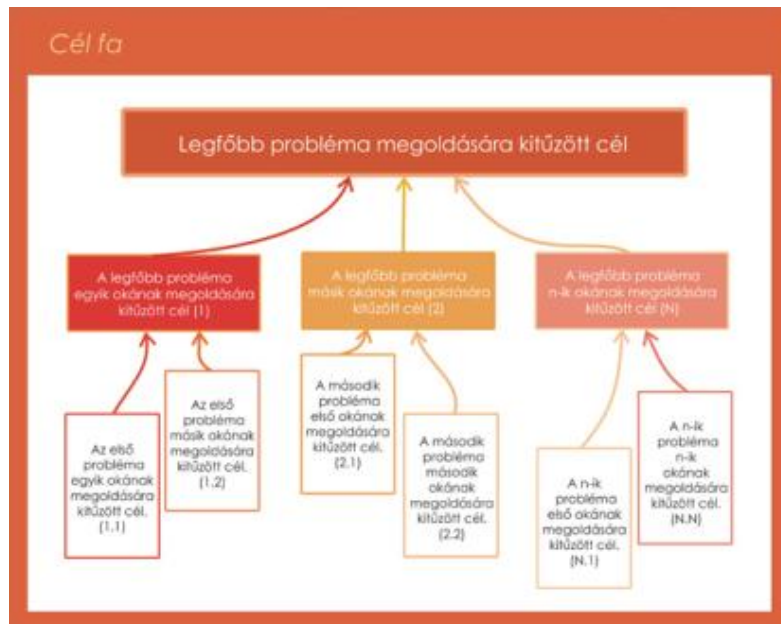 Cél fa
Legfőbb probléma megoldására kitűzött cél
A legfőbb probléma
egyik okának megoldására
kitűzött cél (1)
A legfőbb probléma
másik okának megoldására
kitűzött cél (2)
A legfőbb probléma
n-ik okának megoldására
kitűzött cél (N)
Az első
probléma
egyik okának
megoldására
kitűzött cél.
(1.1)
Az első
probléma
másik okának
megoldására
kitűzött cél.
(1.2)
A második
probléma
első okának
megoldására
kitűzött cél.
(2.1)
A második
probléma
második
okának
megoldására
kitűzött cél.
(2.2)
A n-ik
probléma
első okának
megoldására
kitűzött cél.
(N.1)
A n-ik
probléma
n-ik
okának
megoldására
kitűzött cél.
(N.N)